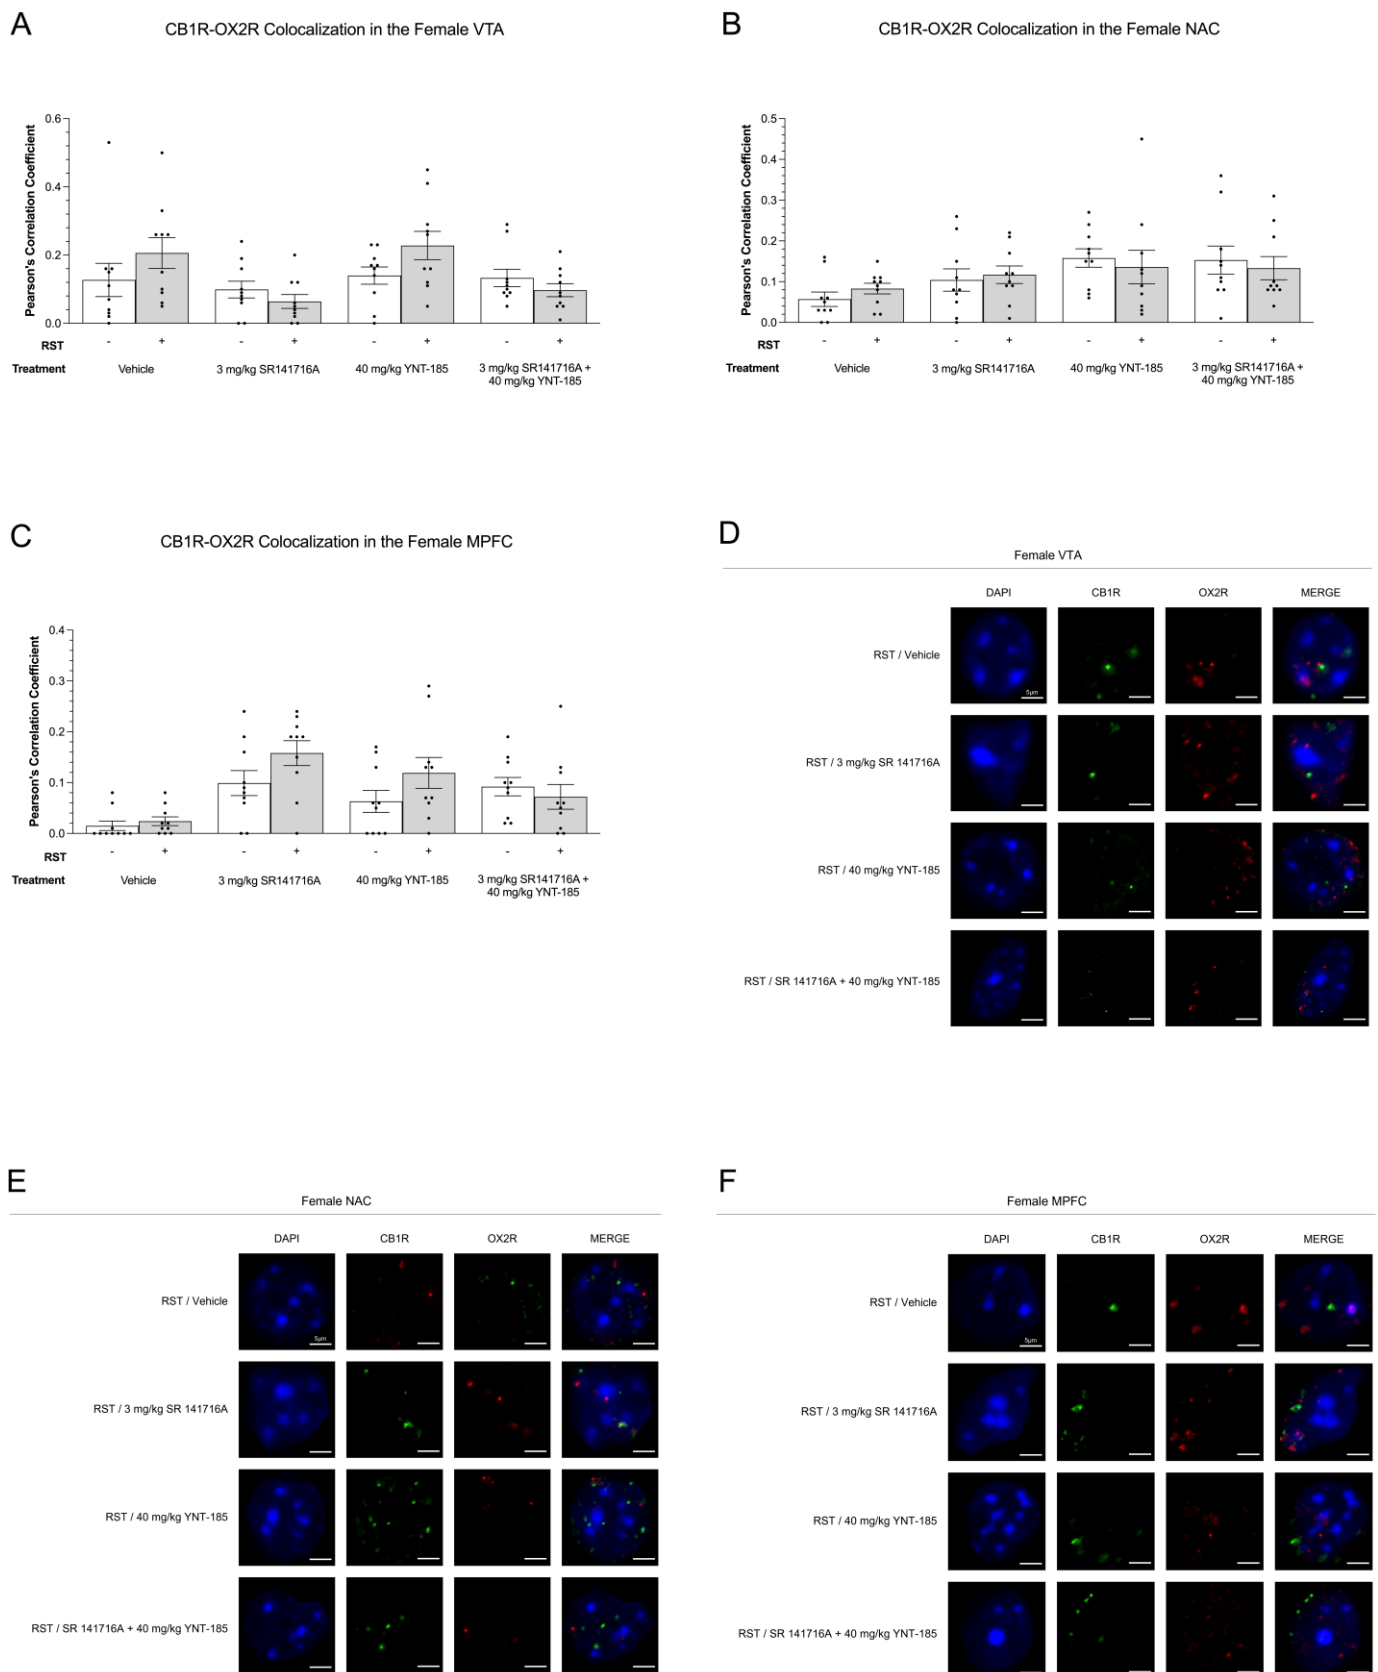 A
CB1R-OX2R Colocalization in the Female VTA
Pearson's Correlation Coefficient
0.6
0.4
0.2
0.0
RST
-
+
-
+
-
+
-
+
Treatment
Vehicle
3 mg/kg SR141716A
40 mg/kg YNT-185
3 mg/kg SR141716A +
40 mg/kg YNT-185
B
CB1R-OX2R Colocalization in the Female NAC
Pearson's Correlation Coefficient
0.5
0.4
0.3
0.2
0.1
0.0
RST
-
+
-
+
-
+
-
+
Treatment
Vehicle
3 mg/kg SR141716A
40 mg/kg YNT-185
3 mg/kg SR141716A +
40 mg/kg YNT-185
C
CB1R-OX2R Colocalization in the Female MPFC
Pearson's Correlation Coefficient
0.4
0.3
0.2
0.1
0.0
RST
-
+
-
+
-
+
-
+
Treatment
Vehicle
3 mg/kg SR141716A
40 mg/kg YNT-185
3 mg/kg SR141716A +
40 mg/kg YNT-185
D
Female VTA
DAPI
CB1R
OX2R
MERGE
RST / Vehicle
5μm
RST / 3 mg/kg SR 141716A
RST / 40 mg/kg YNT-185
RST / SR 141716A + 40 mg/kg YNT-185
E
Female NAC
DAPI
CB1R
OX2R
MERGE
RST / Vehicle
5μm
RST / 3 mg/kg SR 141716A
RST / 40 mg/kg YNT-185
RST / SR 141716A + 40 mg/kg YNT-185
F
Female MPFC
DAPI
CB1R
OX2R
MERGE
RST / Vehicle
5μm
RST / 3 mg/kg SR 141716A
RST / 40 mg/kg YNT-185
RST / SR 141716A + 40 mg/kg YNT-185